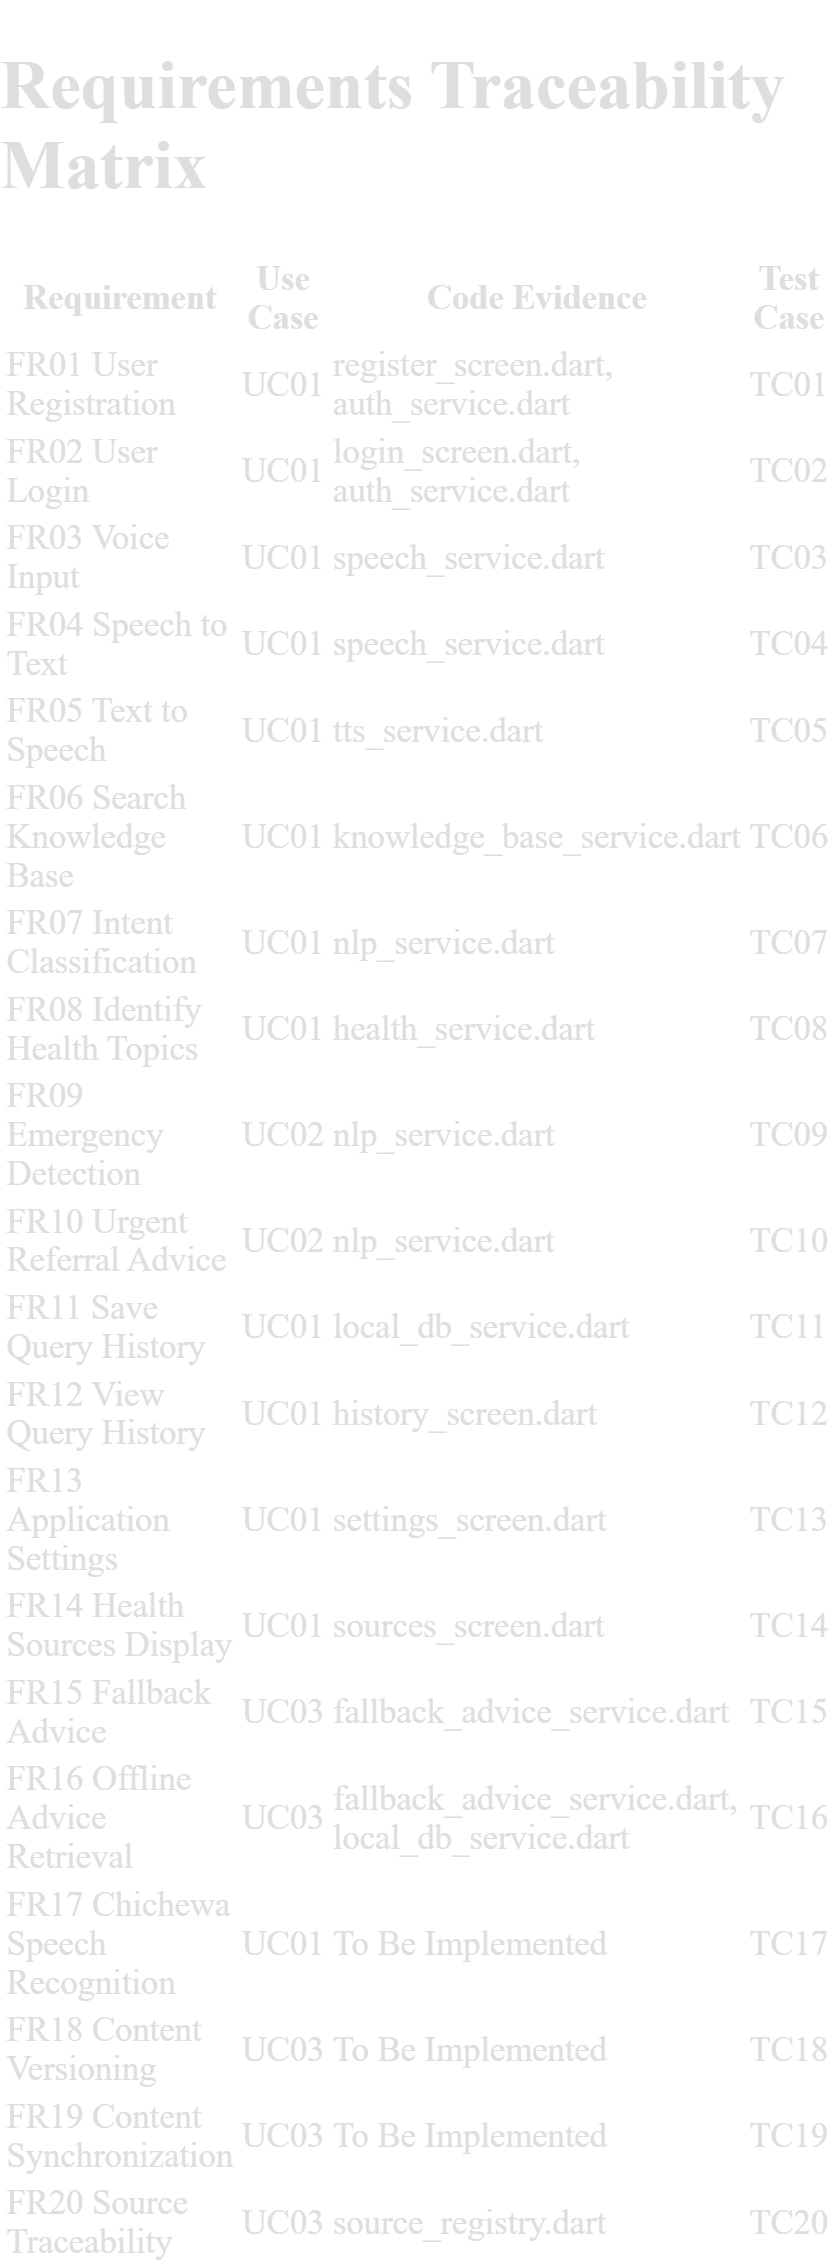 Requirements Traceability
Matrix
Requirement Use Case Code Evidence Test Case
FR01 User Registration UC01 register_screen.dart, auth_service.dart TC01
FR02 User Login UC01 login_screen.dart, auth_service.dart TC02
FR03 Voice Input UC01 speech_service.dart TC03
FR04 Speech to Text UC01 speech_service.dart TC04
FR05 Text to Speech UC01 tts_service.dart TC05
FR06 Search Knowledge Base UC01 knowledge_base_service.dart TC06
FR07 Intent Classification UC01 nlp_service.dart TC07
FR08 Identify Health Topics UC01 health_service.dart TC08
FR09 Emergency Detection UC02 nlp_service.dart TC09
FR10 Urgent Referral Advice UC02 nlp_service.dart TC10
FR11 Save Query History UC01 local_db_service.dart TC11
FR12 View Query History UC01 history_screen.dart TC12
FR13 Application Settings UC01 settings_screen.dart TC13
FR14 Health Sources Display UC01 sources_screen.dart TC14
FR15 Fallback Advice UC03 fallback_advice_service.dart TC15
FR16 Offline Advice Retrieval UC03 fallback_advice_service.dart, local_db_service.dart TC16
FR17 Chichewa Speech Recognition UC01 To Be Implemented TC17
FR18 Content Versioning UC03 To Be Implemented TC18
FR19 Content Synchronization UC03 To Be Implemented TC19
FR20 Source Traceability UC03 source_registry.dart TC20